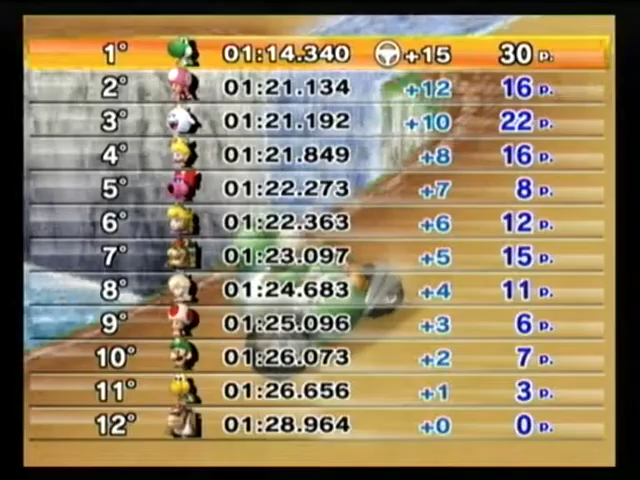 1° 01:14.340 +15 30 P.
2° 01:21.134 +12 16 P.
3° 01:21.192 +10 22 P.
4° 01:21.849 +8 16 P.
5° 01:22.273 +7 8 P.
6° 01:22.363 +6 12 P.
7° 01:23.097 +5 15 P.
8° 01:24.683 +4 11 P.
9° 01:25.096 +3 6 P.
10° 01:26.073 +2 7 P.
11° 01:26.656 +1 3 P.
12° 01:28.964 +0 0 P.